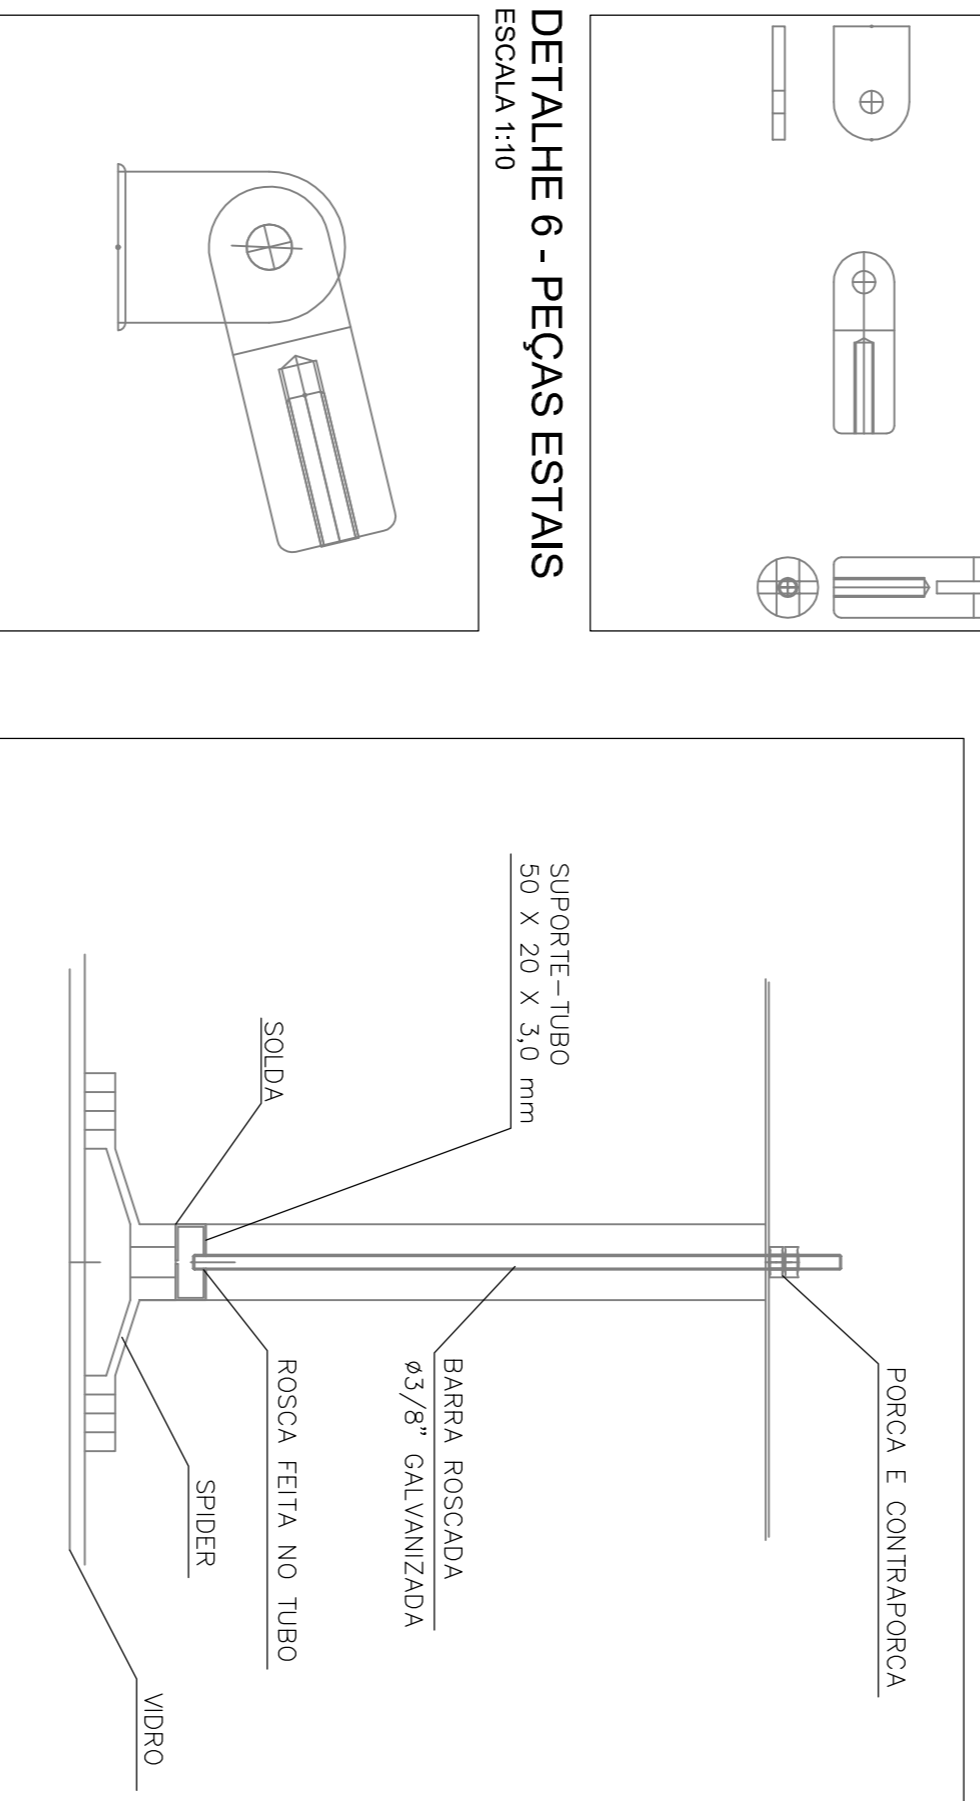 DETALHE 6 - PEÇAS ESTAIS
ESCALA 1:10
PORCA E CONTRAPORCA
SUPORTE-TUBO
50 X 20 X 3,0 mm
BARRA ROSCADA
ø3/8" GALVANIZADA
SOLDA
ROSCA FEITA NO TUBO
SPIDER
VIDRO